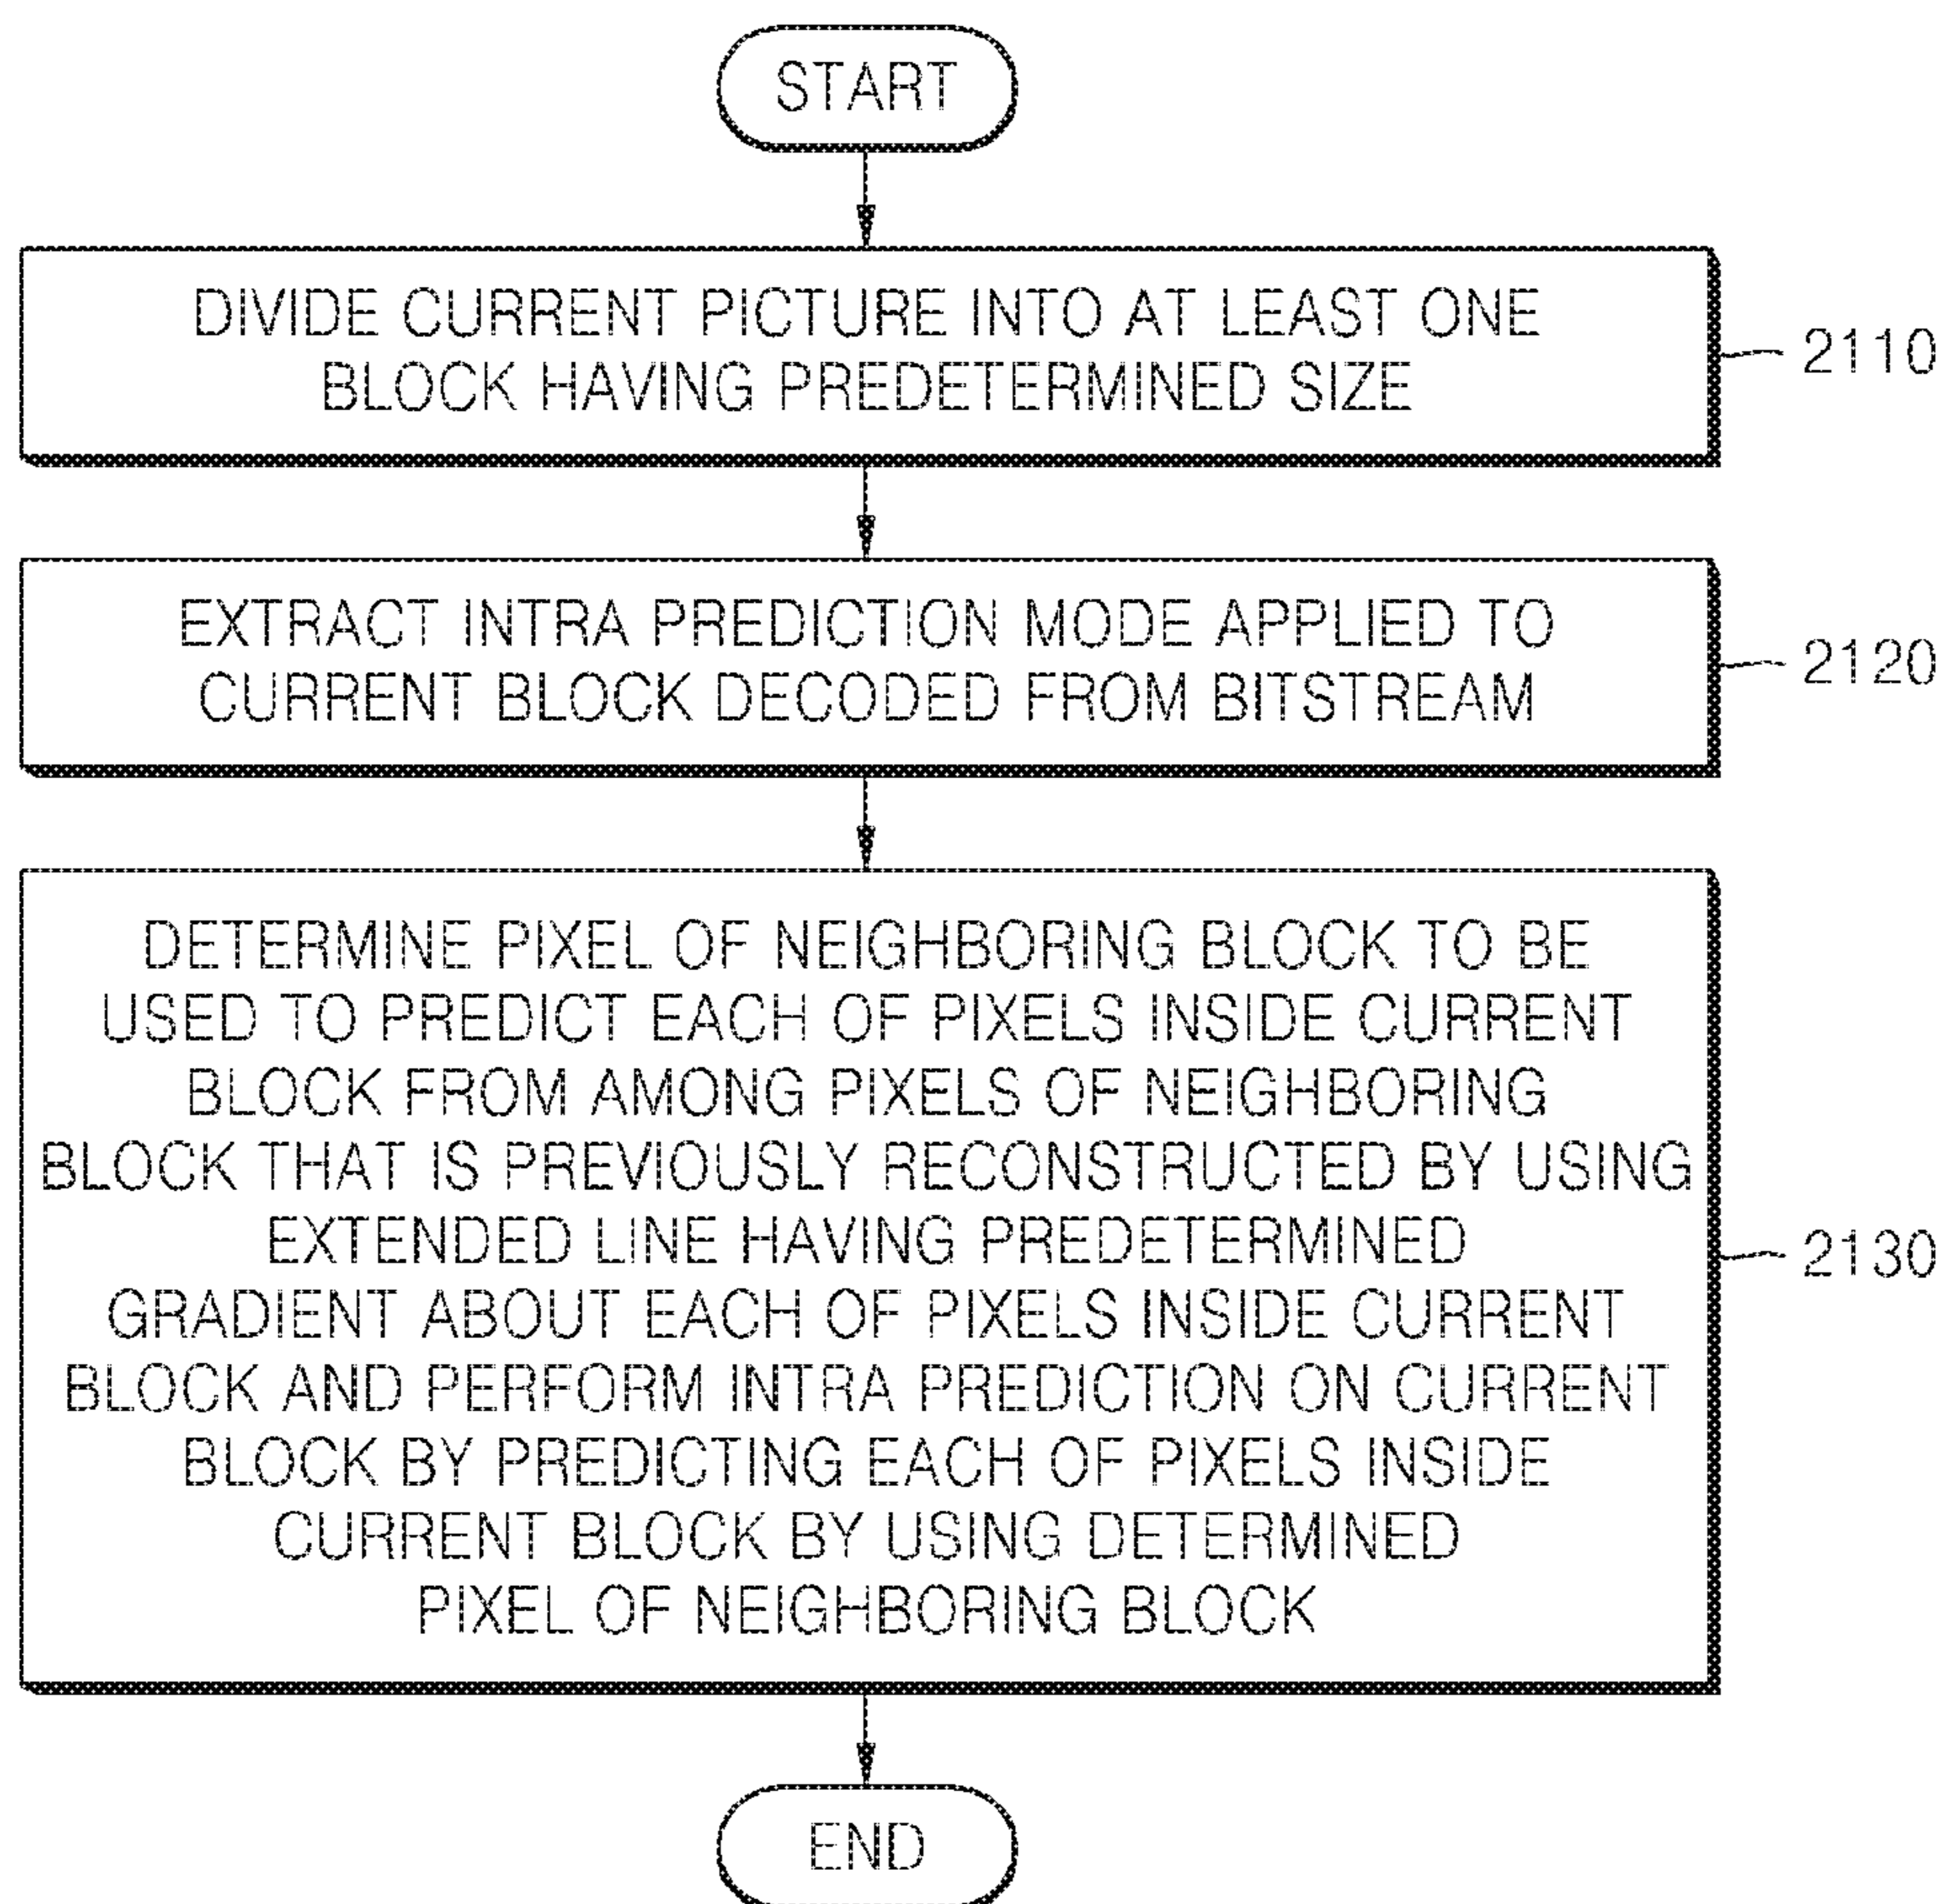 START
DIVIDE CURRENT PICTURE INTO AT LEAST ONE
BLOCK HAVING PREDETERMINED SIZE
2110
EXTRACT INTRA PREDICTION MODE APPLIED TO
CURRENT BLOCK DECODED FROM BITSTREAM
2120
DETERMINE PIXEL OF NEIGHBORING BLOCK TO BE
USED TO PREDICT EACH OF PIXELS INSIDE CURRENT
BLOCK FROM AMONG PIXELS OF NEIGHBORING
BLOCK THAT IS PREVIOUSLY RECONSTRUCTED BY USING
EXTENDED LINE HAVING PREDETERMINED
GRADIENT ABOUT EACH OF PIXELS INSIDE CURRENT
BLOCK AND PERFORM INTRA PREDICTION ON CURRENT
BLOCK BY PREDICTING EACH OF PIXELS INSIDE
CURRENT BLOCK BY USING DETERMINED
PIXEL OF NEIGHBORING BLOCK
2130
END